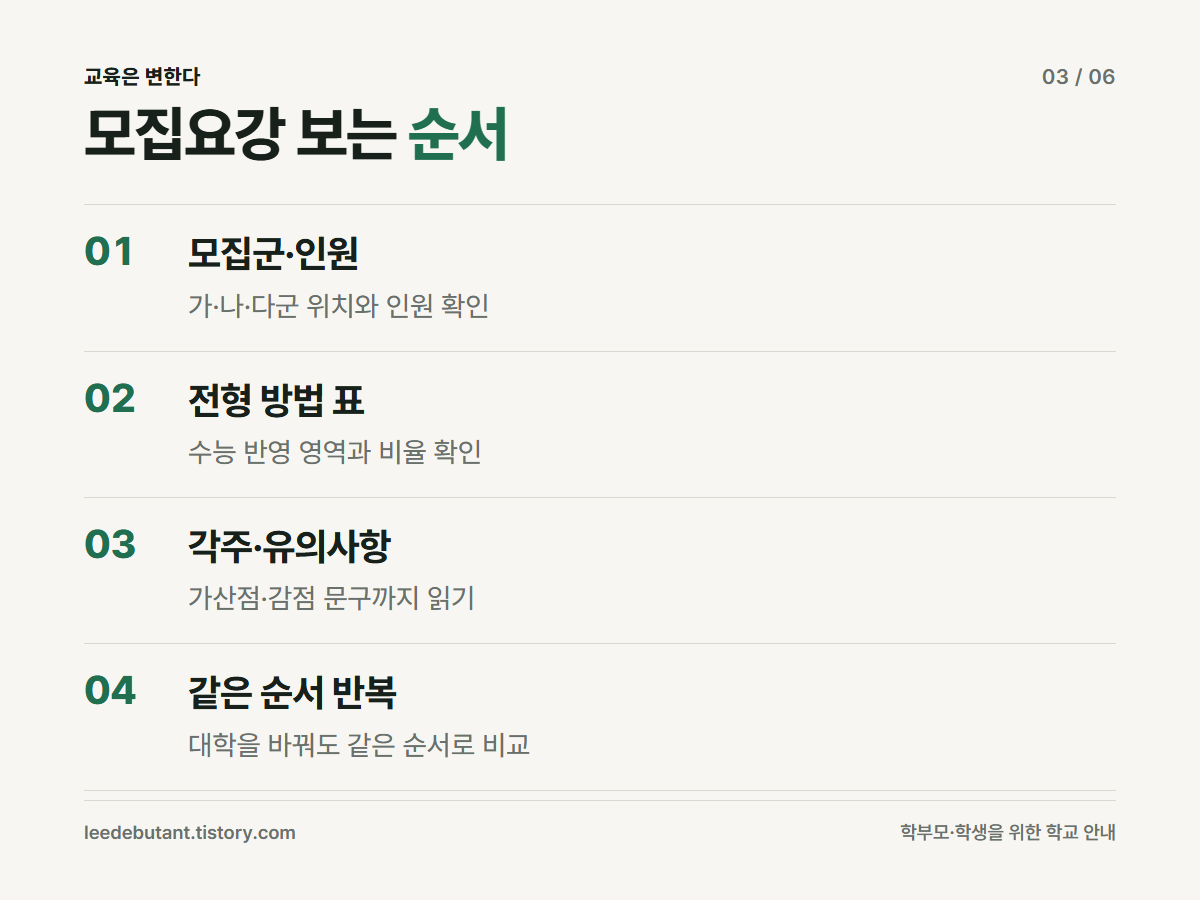 교육은 변한다
03 / 06
모집요강 보는 순서
01
모집군·인원
가·나·다군 위치와 인원 확인
02
전형 방법 표
수능 반영 영역과 비율 확인
03
각주·유의사항
가산점·감점 문구까지 읽기
04
같은 순서 반복
대학을 바꿔도 같은 순서로 비교
leedebutant.tistory.com
학부모·학생을 위한 학교 안내